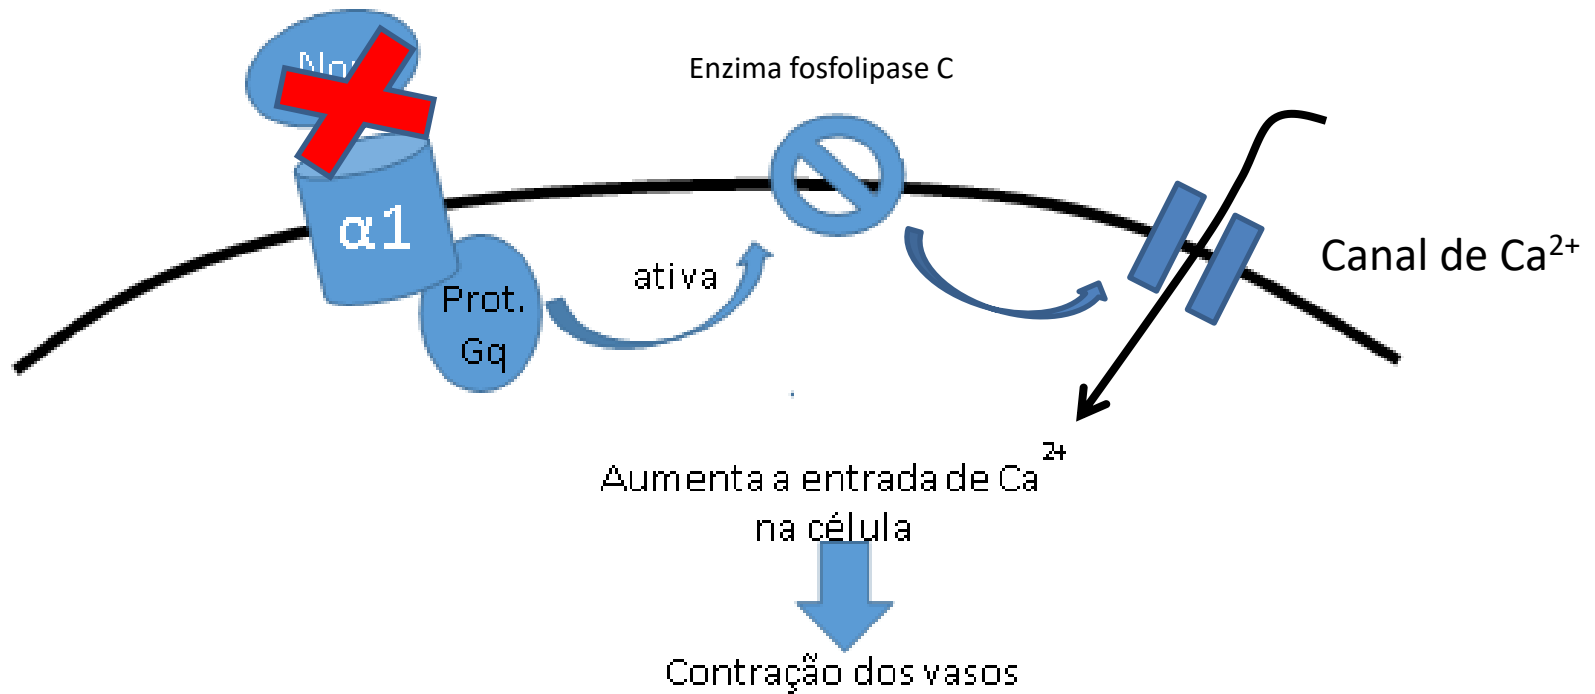 Enzima fosfolipase C
α1
Prot.
Gq
ativa
Canal de Ca²⁺
Aumenta a entrada de Ca²⁺
na célula
Contração dos vasos